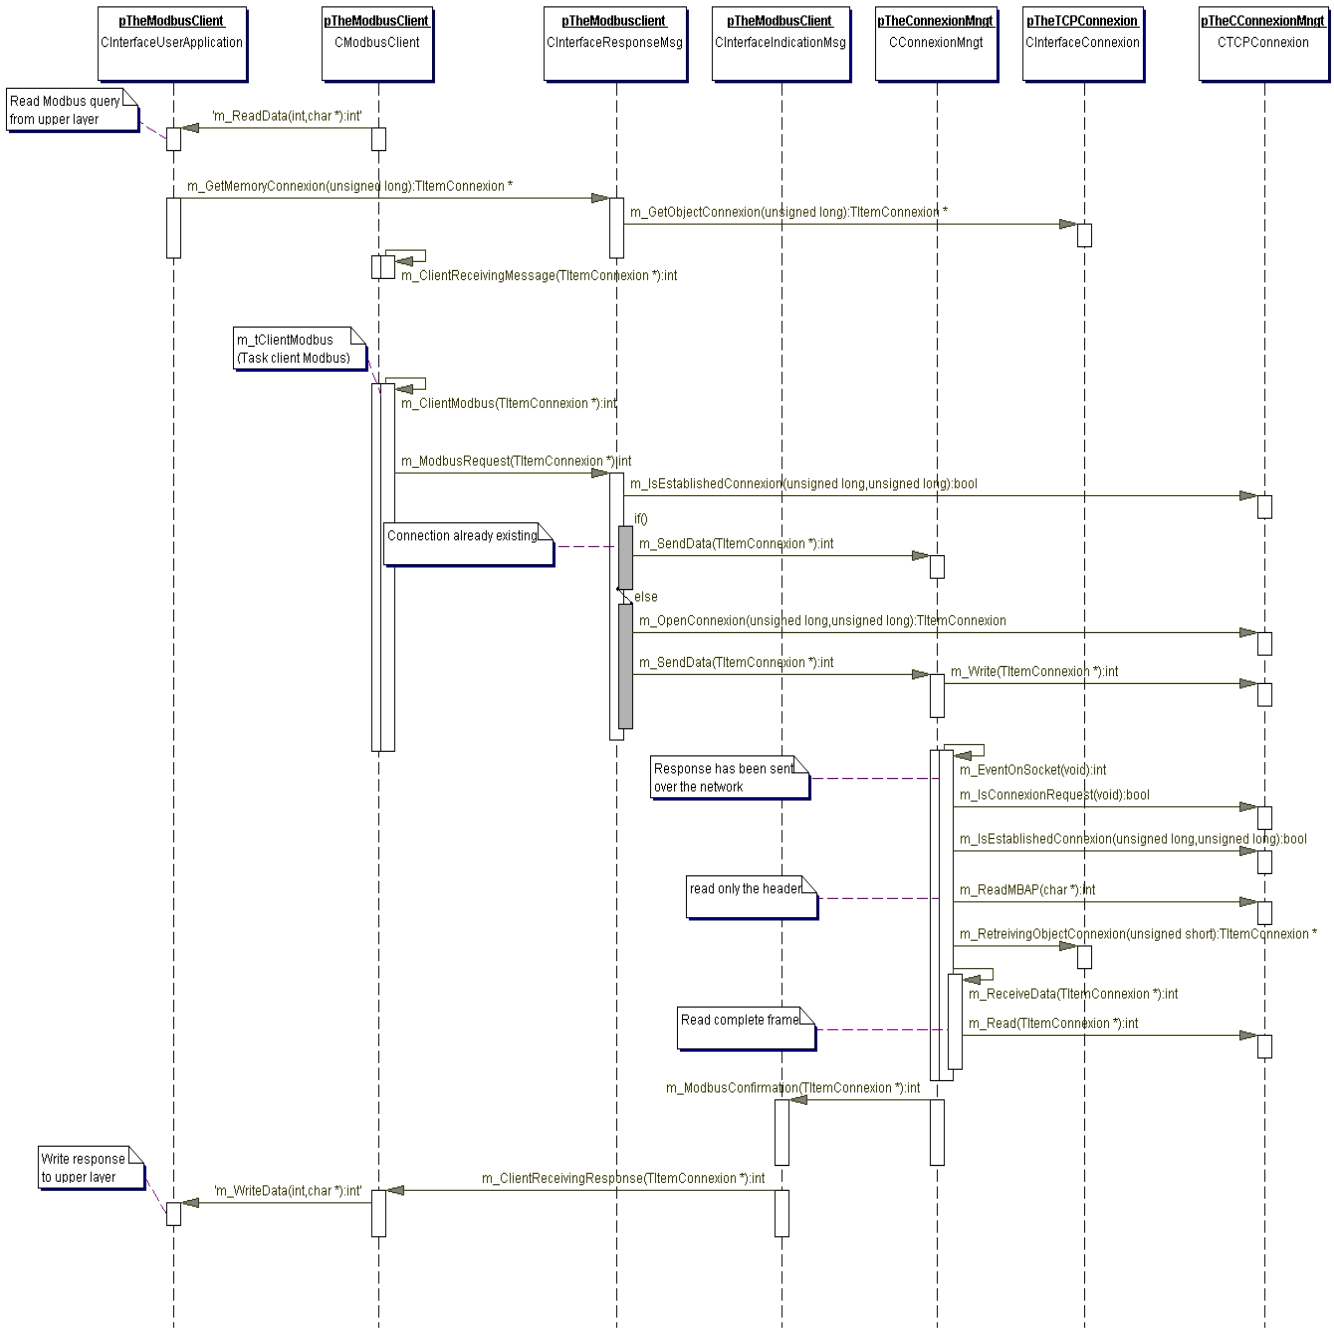 pTheModbusClient
CInterfaceUserApplication
pTheModbusClient
CModbusClient
pTheModbusclient
CInterfaceResponseMsg
pTheModbusClient
CInterfaceIndicationMsg
pTheConnexionMngt
CConnexionMngt
pTheTCPConnexion
CInterfaceConnexion
pTheCConnexionMngt
CTCPConnexion
Read Modbus query
from upper layer
'm_ReadData(int,char *):int'
m_GetMemoryConnexion(unsigned long):TItemConnexion *
m_GetObjectConnexion(unsigned long):TItemConnexion *
m_ClientReceivingMessage(TItemConnexion *):int
m_tClientModbus
(Task client Modbus)
m_ClientModbus(TItemConnexion *):int
m_ModbusRequest(TItemConnexion *):int
m_IsEstablishedConnexion(unsigned long,unsigned long):bool
if()
Connection already existing
m_SendData(TItemConnexion *):int
else
m_OpenConnexion(unsigned long,unsigned long):TItemConnexion
m_SendData(TItemConnexion *):int
m_Write(TItemConnexion *):int
Response has been sent
over the network
m_EventOnSocket(void):int
m_IsConnexionRequest(void):bool
m_IsEstablishedConnexion(unsigned long,unsigned long):bool
read only the header
m_ReadMBAP(char *):int
m_RetreivingObjectConnexion(unsigned short):TItemConnexion *
m_ReceiveData(TItemConnexion *):int
Read complete frame
m_Read(TItemConnexion *):int
m_ModbusConfirmation(TItemConnexion *):int
Write response
to upper layer
m_ClientReceivingResponse(TItemConnexion *):int
'm_WriteData(int,char *):int'